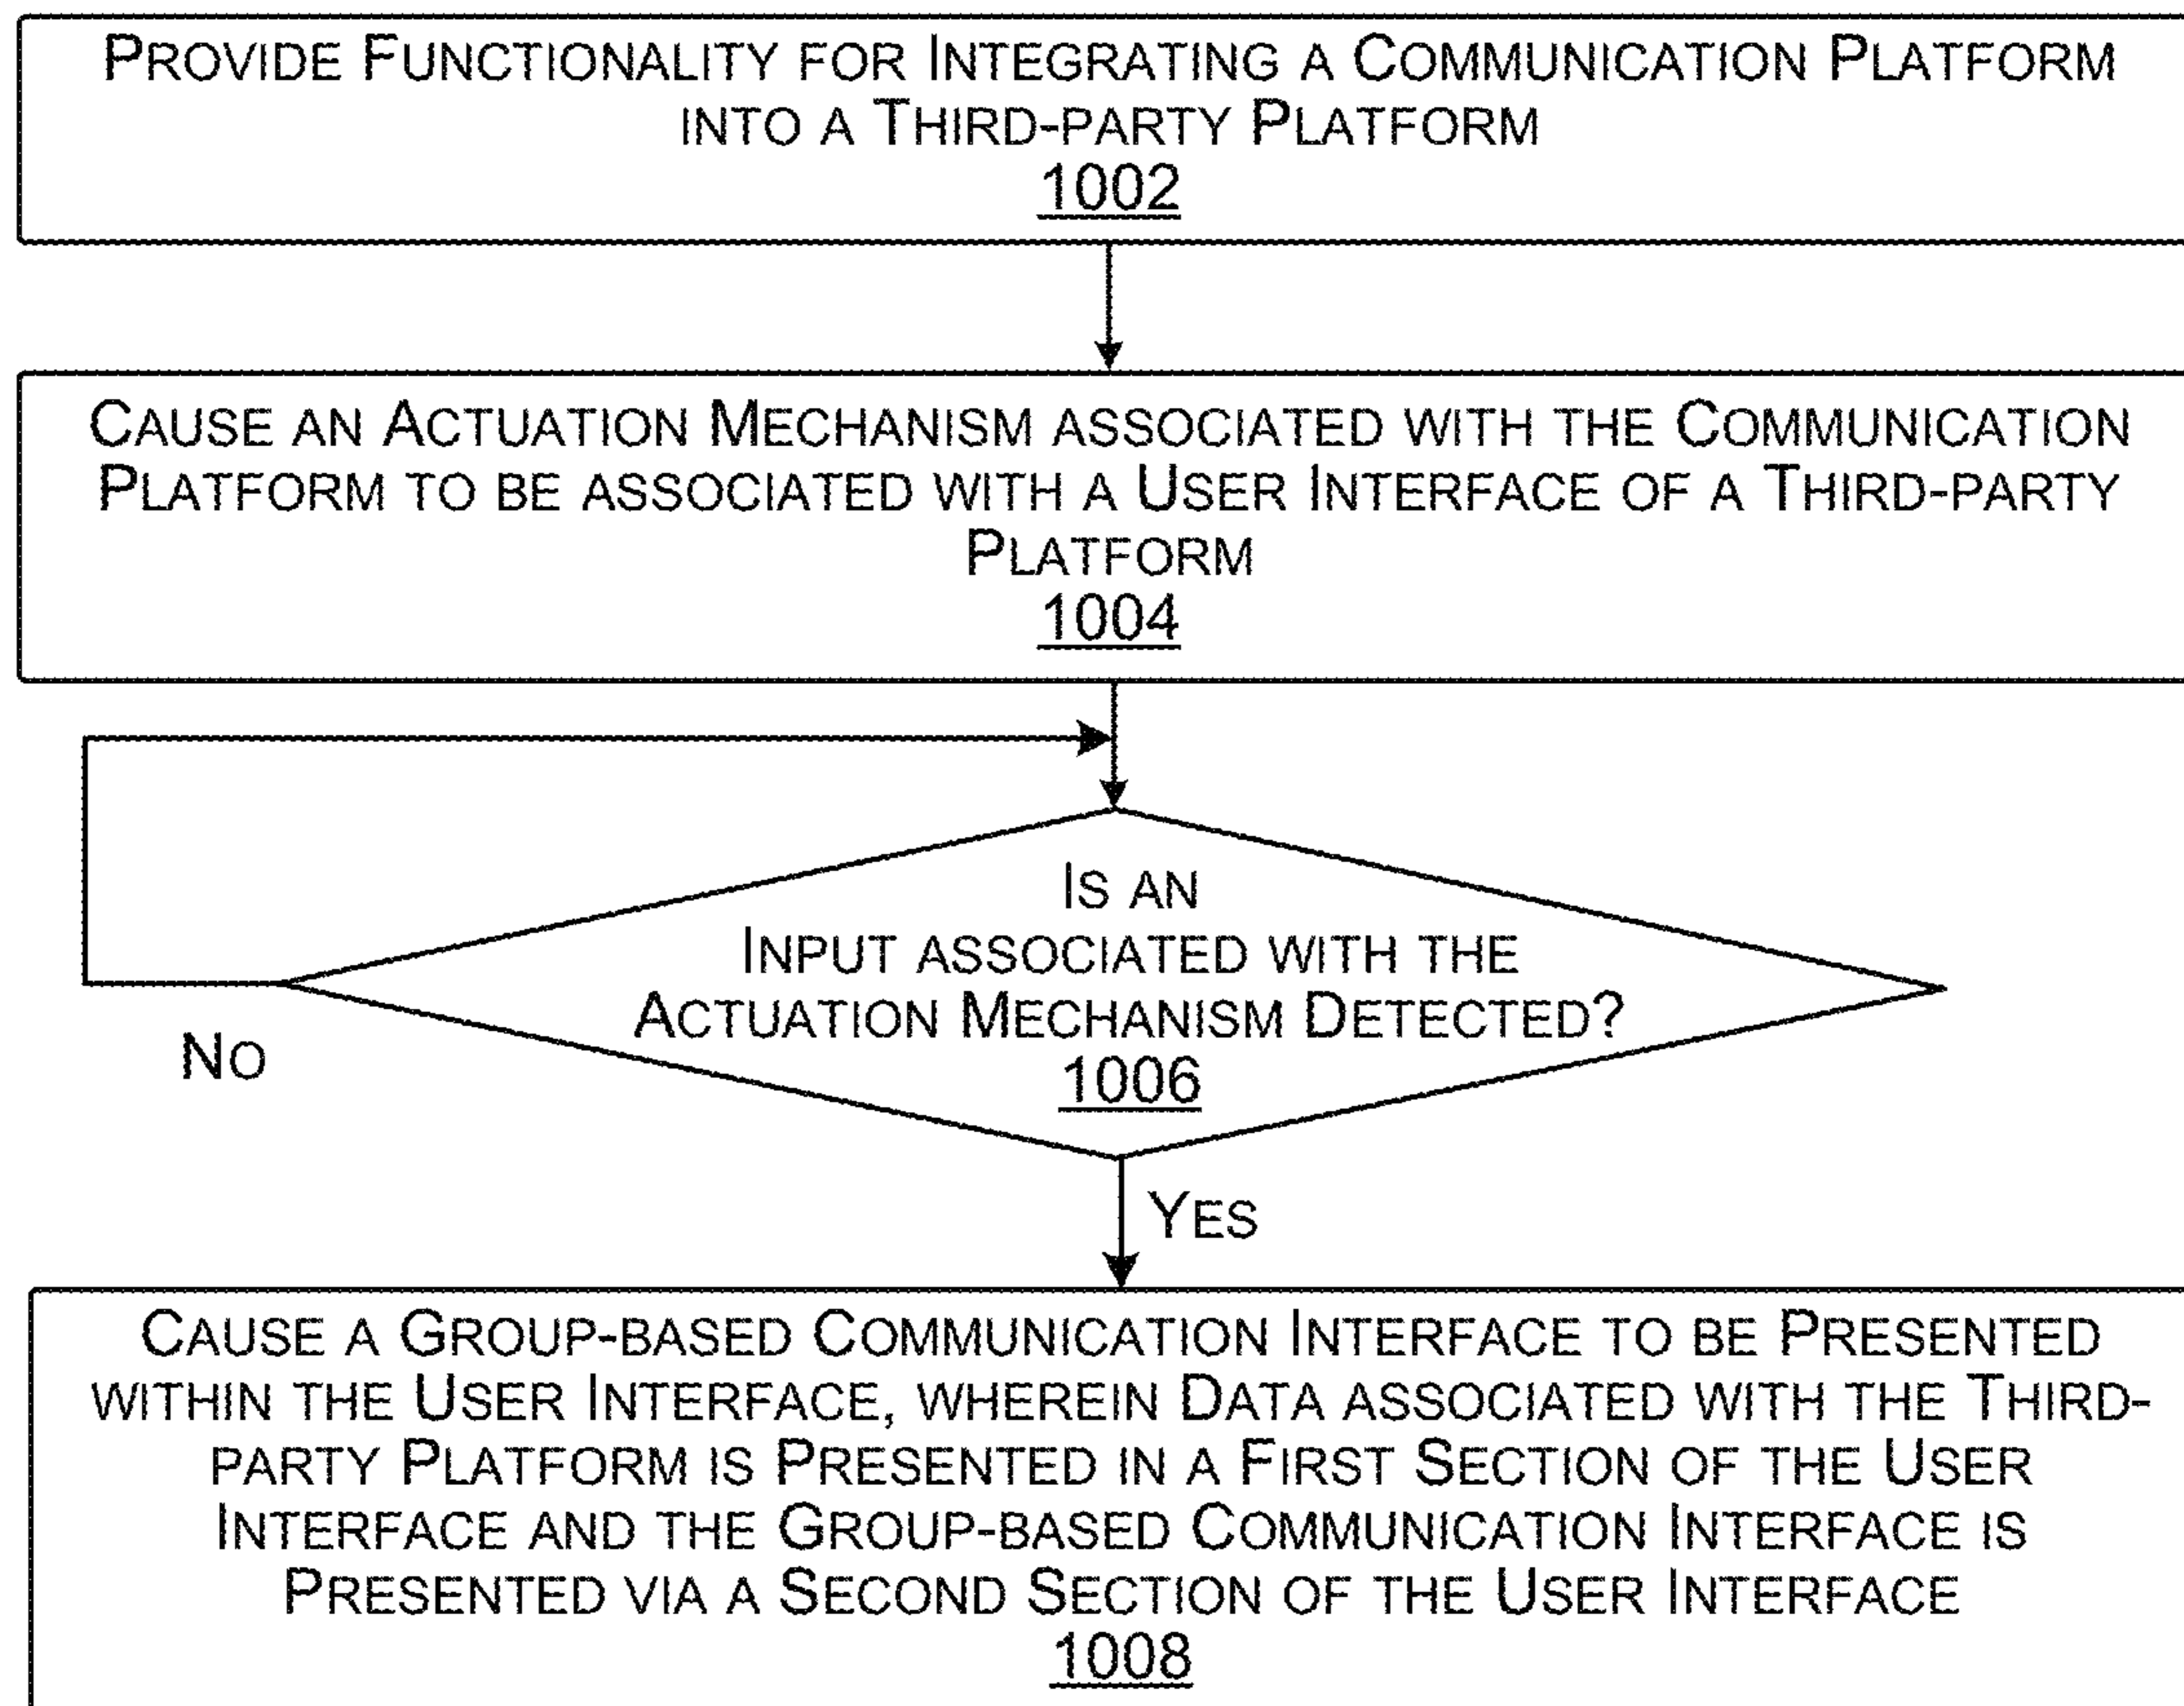 PROVIDE FUNCTIONALITY FOR INTEGRATING A COMMUNICATION PLATFORM
INTO A THIRD-PARTY PLATFORM
1002
CAUSE AN ACTUATION MECHANISM ASSOCIATED WITH THE COMMUNICATION
PLATFORM TO BE ASSOCIATED WITH A USER INTERFACE OF A THIRD-PARTY
PLATFORM
1004
IS AN
INPUT ASSOCIATED WITH THE
ACTUATION MECHANISM DETECTED?
1006
NO
YES
CAUSE A GROUP-BASED COMMUNICATION INTERFACE TO BE PRESENTED
WITHIN THE USER INTERFACE, WHEREIN DATA ASSOCIATED WITH THE THIRD-
PARTY PLATFORM IS PRESENTED IN A FIRST SECTION OF THE USER
INTERFACE AND THE GROUP-BASED COMMUNICATION INTERFACE IS
PRESENTED VIA A SECOND SECTION OF THE USER INTERFACE
1008